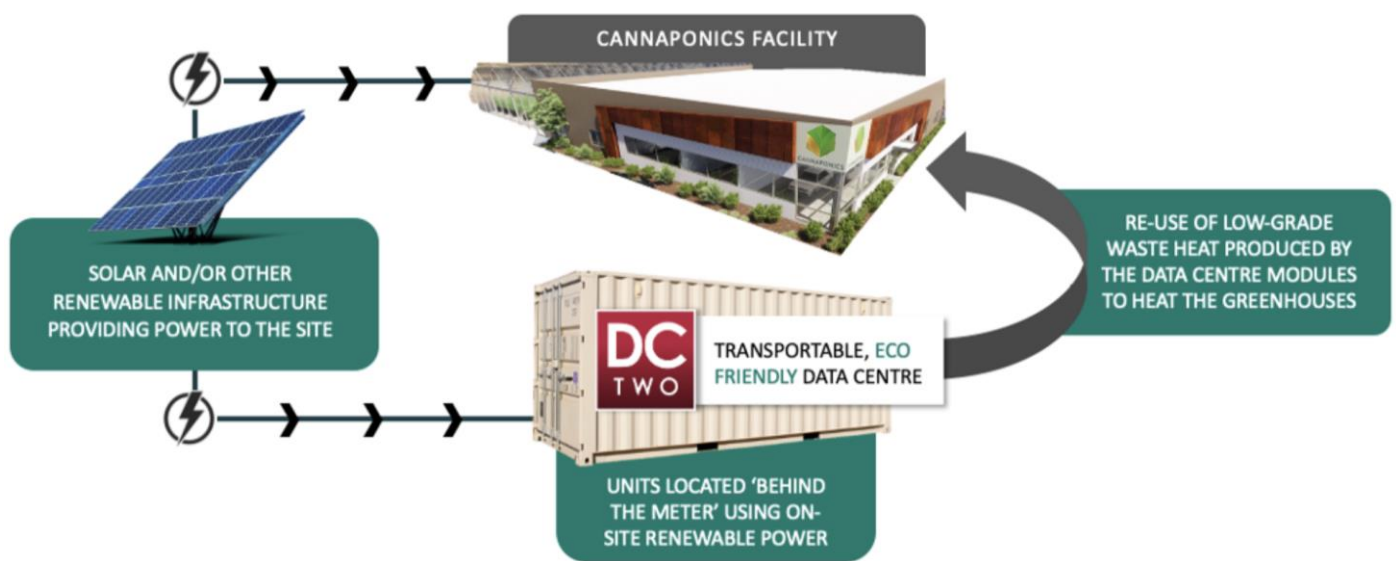 CANNAPONICS FACILITY
CANNAPONICS
SOLAR AND/OR OTHER
RENEWABLE INFRASTRUCTURE
PROVIDING POWER TO THE SITE
RE-USE OF LOW-GRADE
WASTE HEAT PRODUCED BY
THE DATA CENTRE MODULES
TO HEAT THE GREENHOUSES
DC
TWO
TRANSPORTABLE, ECO
FRIENDLY DATA CENTRE
UNITS LOCATED ‘BEHIND
THE METER’ USING ON-
SITE RENEWABLE POWER